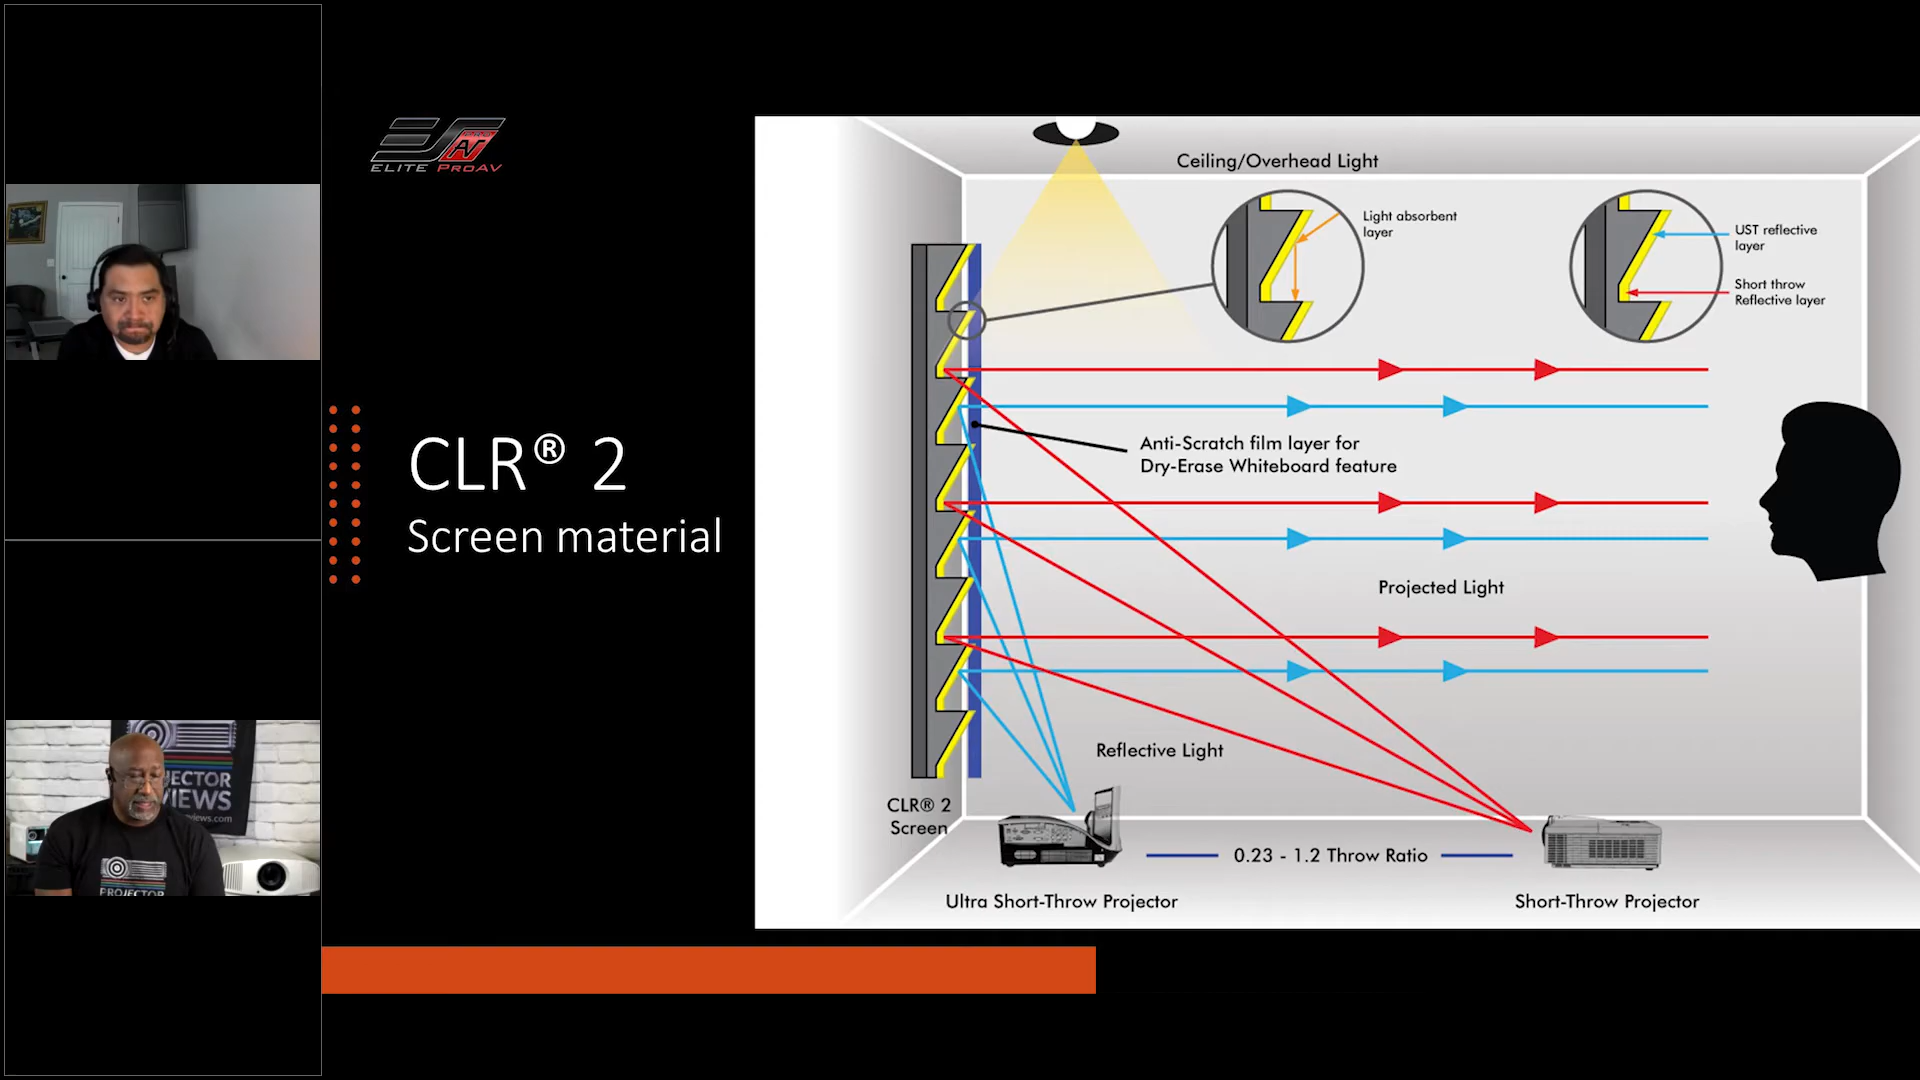 ELITE PROAV
CLR® 2
Screen material
Ceiling/Overhead Light
Light absorbent
layer
UST reflective
layer
Short throw
Reflective layer
Anti-Scratch film layer for
Dry-Erase Whiteboard feature
Projected Light
Reflective Light
CLR® 2
Screen
0.23 - 1.2 Throw Ratio
Ultra Short-Throw Projector
Short-Throw Projector
PROJECTOR